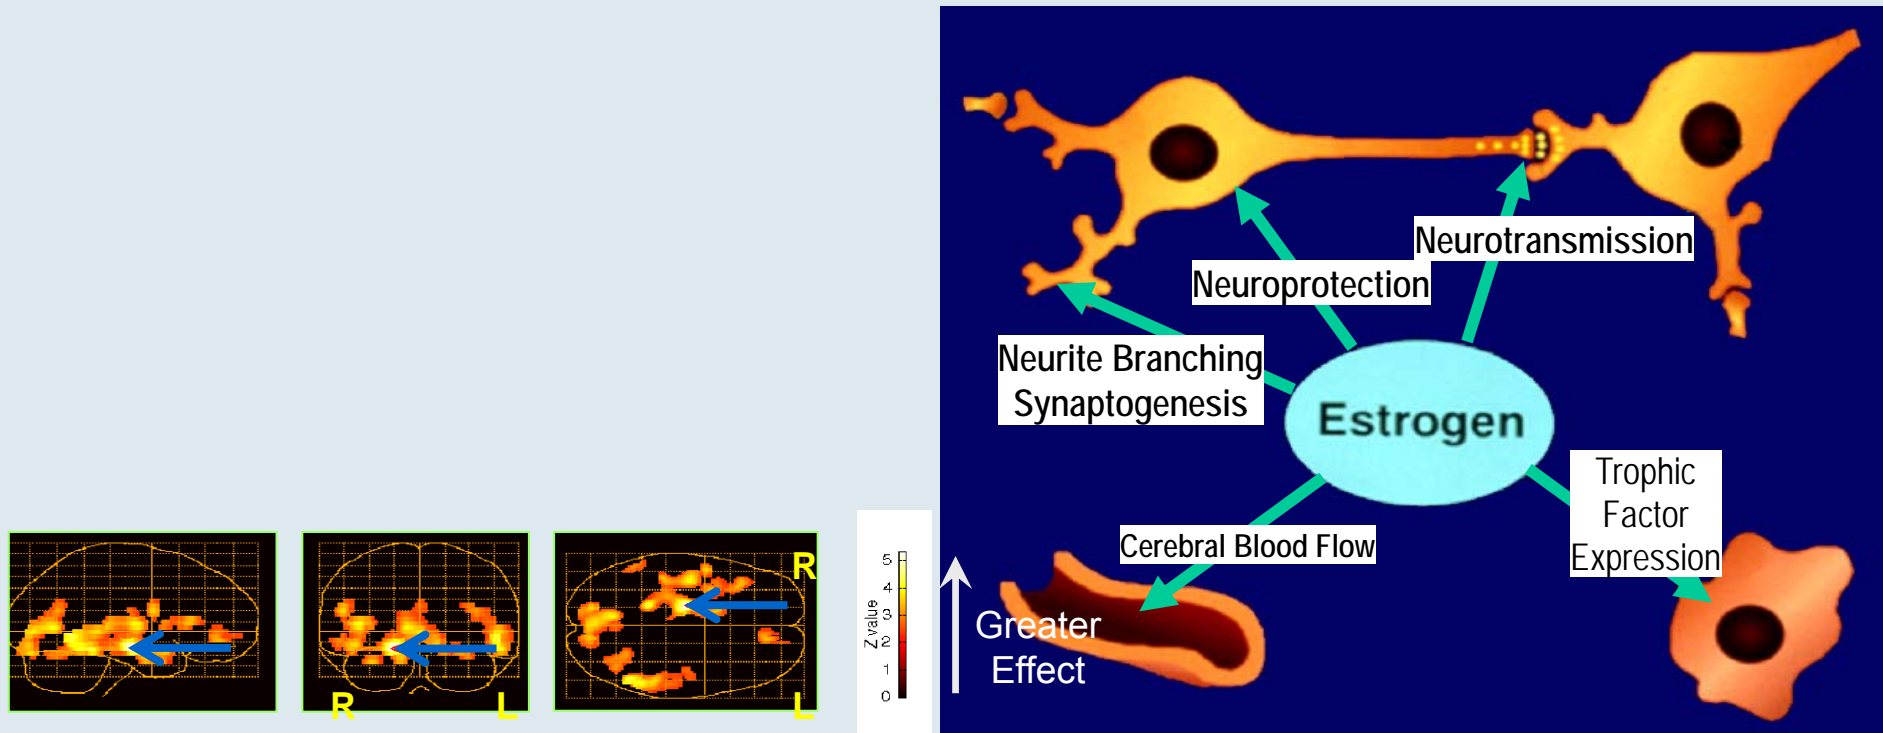 R
L
R
L
5
4
3
2
1
0
Z value
Neurotransmission
Neuroprotection
Neurite Branching
Synaptogenesis
Estrogen
Trophic
Factor
Expression
Cerebral Blood Flow
Greater
Effect